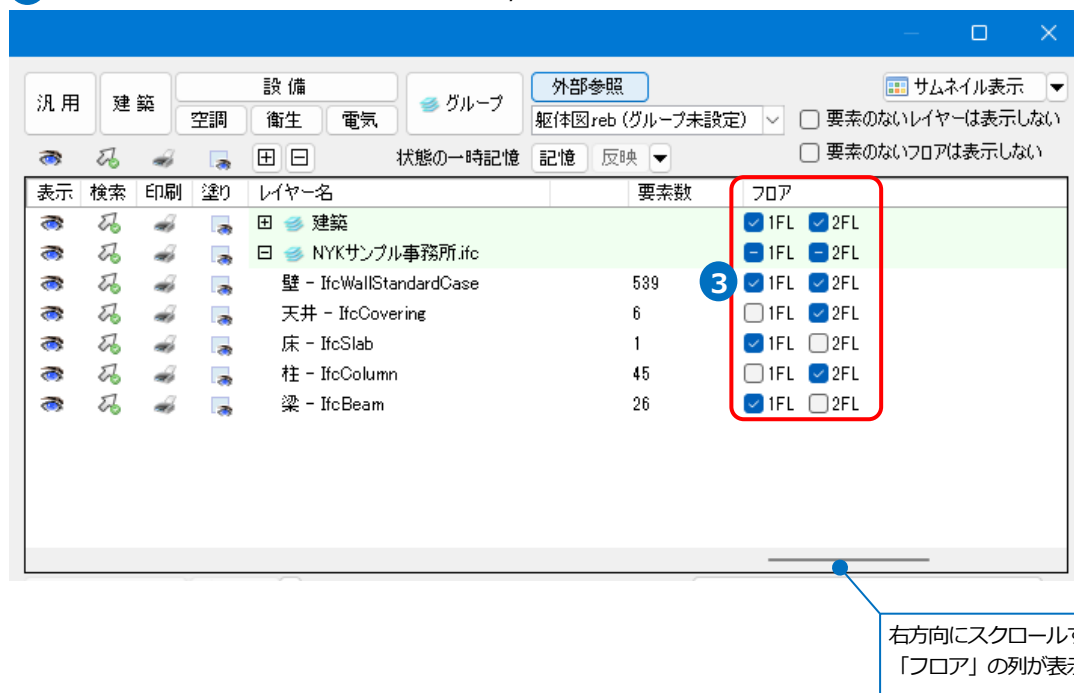 汎用
建築
設備
空調
衛生
電気
グループ
外部参照
躯体図.reb (グループ未設定)
サムネイル表示
要素のないレイヤーは表示しない
要素のないフロアは表示しない
状態の一時記憶 記憶 反映
表示 検索 印刷 塗り レイヤー名 要素数 フロア
建築 1FL 2FL
NYKサンプル事務所.ifc 1FL 2FL
壁 - IfcWallStandardCase 539 3 1FL 2FL
天井 - IfcCovering 6 1FL 2FL
床 - IfcSlab 1 1FL 2FL
柱 - IfcColumn 45 1FL 2FL
梁 - IfcBeam 26 1FL 2FL
右方向にスクロールす
「フロア」の列が表示